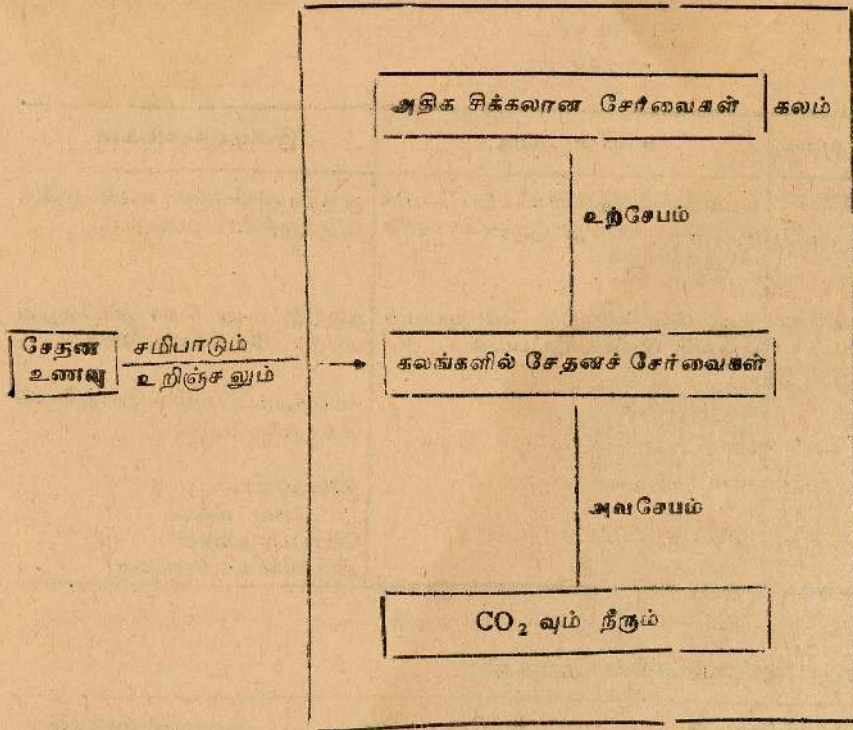 அதிக சிக்கலான சேர்வைகள்
கலம்
உற்சேபம்
சேதன
உணவு
சமிபாடும்
உறிஞ்சலும்
கலங்களில் சேதனச் சேர்வைகள்
அவசேபம்
CO₂ வும் நீரும்